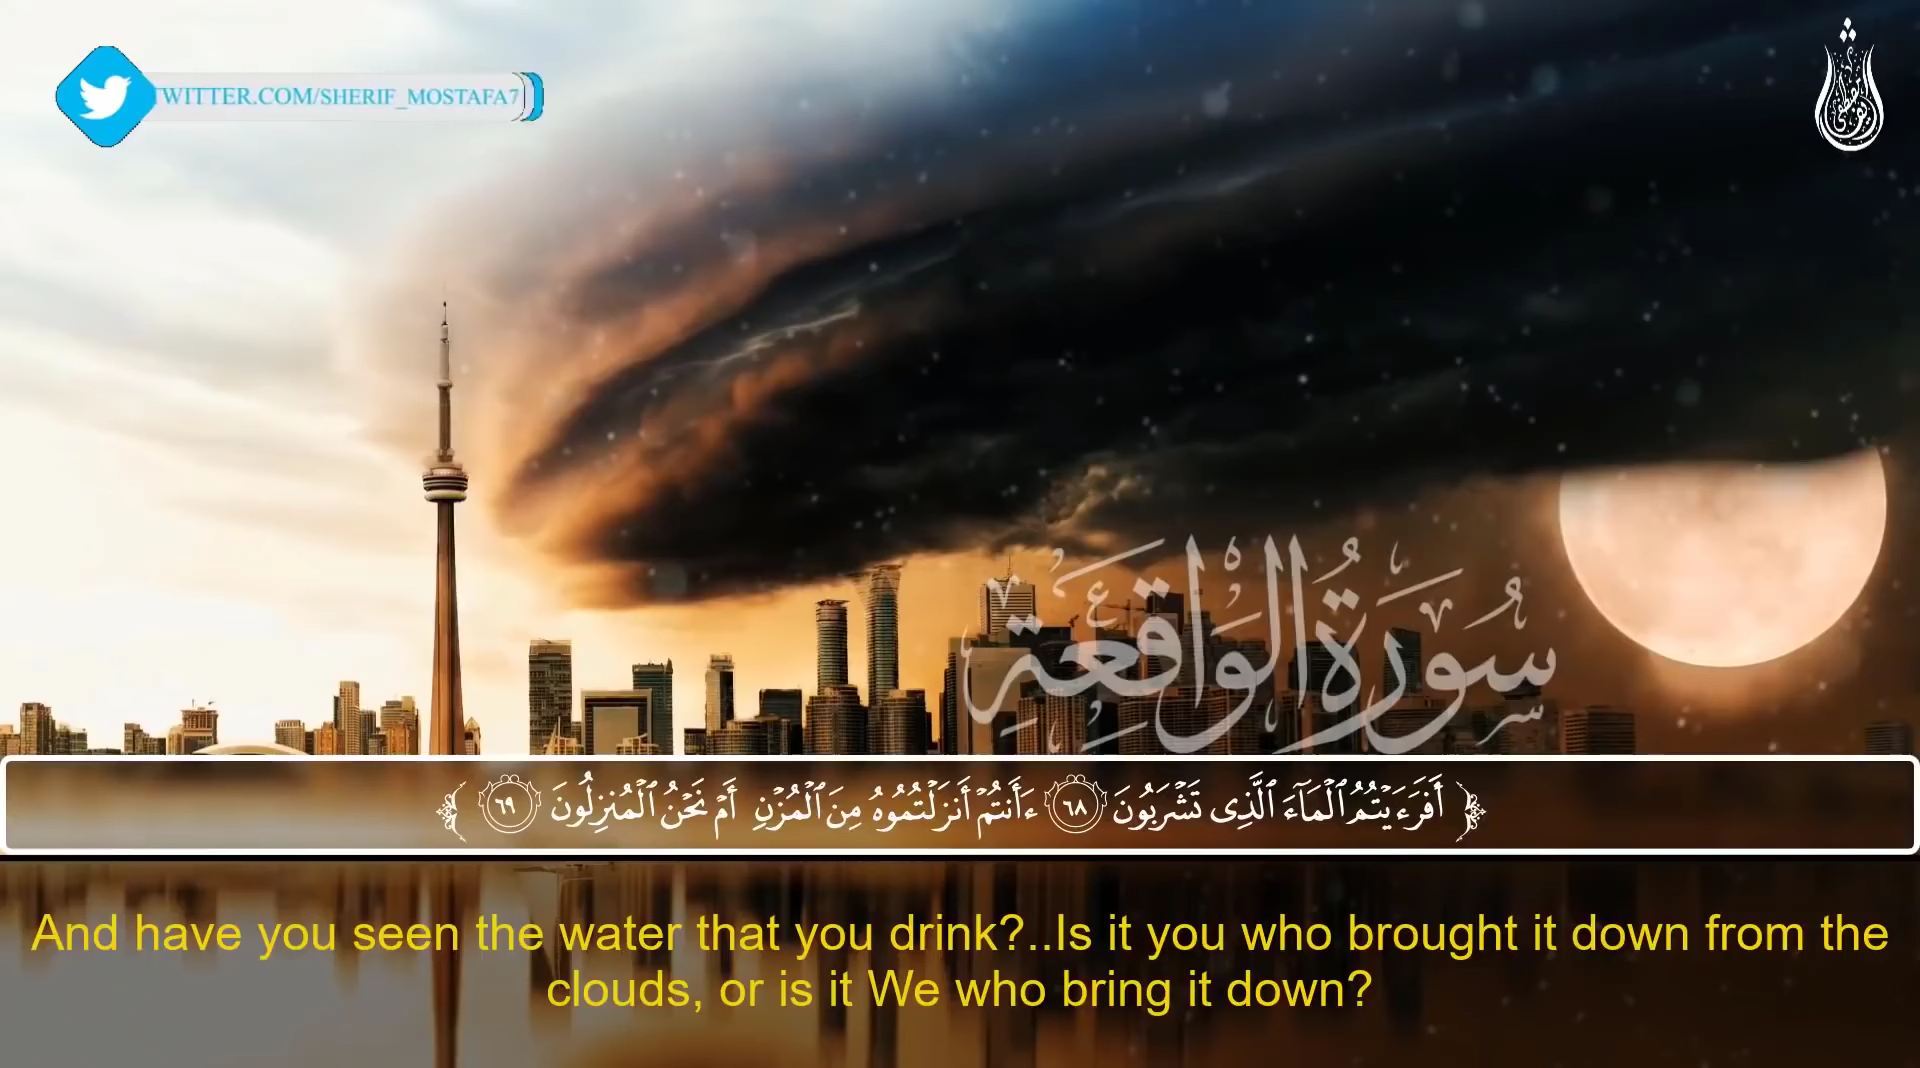 TWITTER.COM/SHERIF_MOSTAFA7
سُورَةُ الوَاقِعَةِ
أَفَرَءَيْتُمُ ٱلْمَآءَ ٱلَّذِى تَشْرَبُونَ ٦٨ ءَأَنتُمْ أَنزَلْتُمُوهُ مِنَ ٱلْمُزْنِ أَمْ نَحْنُ ٱلْمُنزِلُونَ ٦٩
And have you seen the water that you drink?..Is it you who brought it down from the
clouds, or is it We who bring it down?